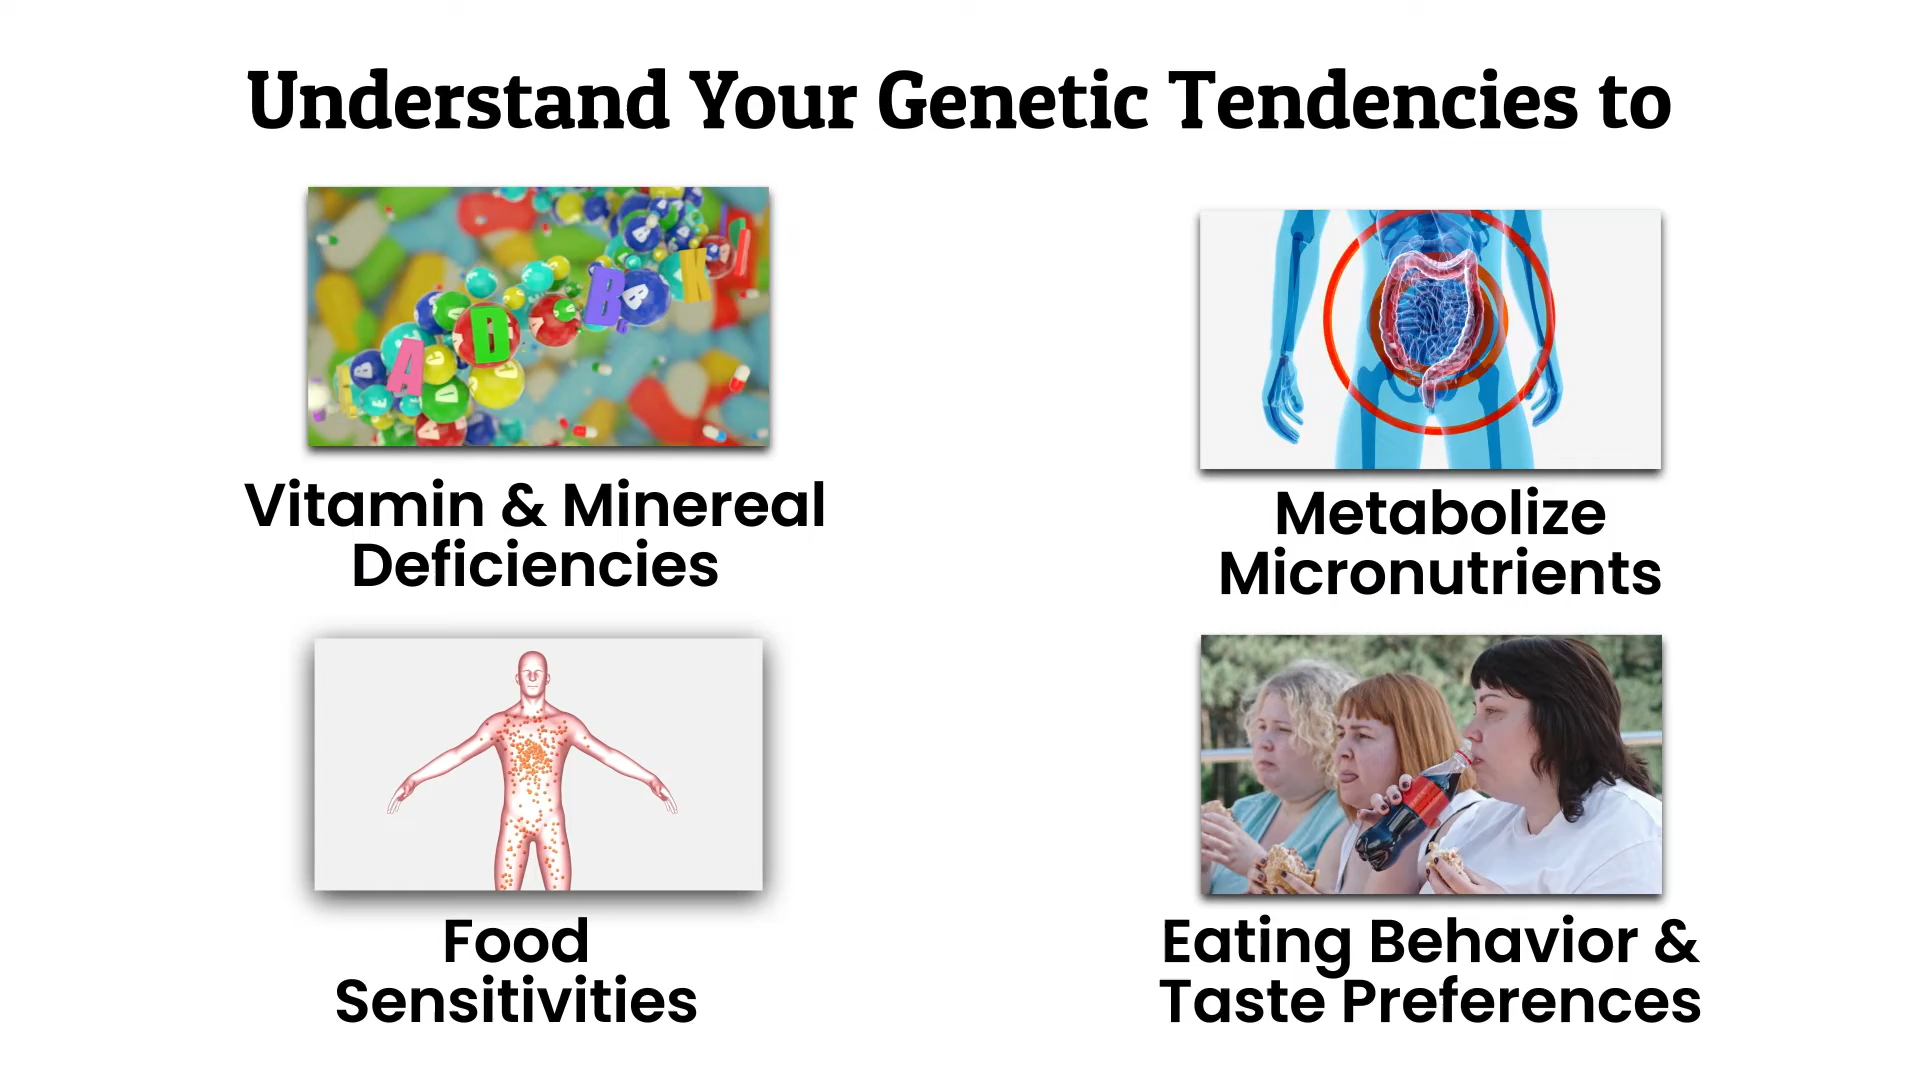 Understand Your Genetic Tendencies to
Vitamin & Minereal
Deficiencies
Metabolize
Micronutrients
Food
Sensitivities
Eating Behavior &
Taste Preferences